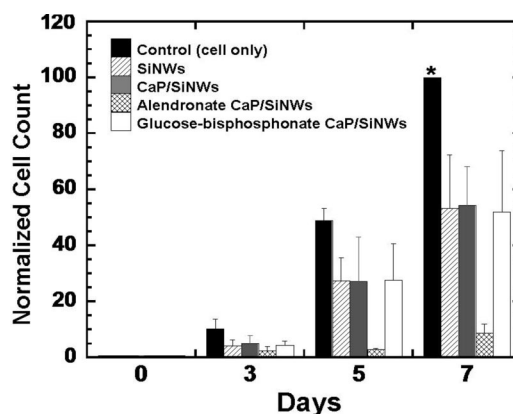 120
100
80
60
40
20
0
Normalized Cell Count
Control (cell only)
SiNWs
CaP/SiNWs
Alendronate CaP/SiNWs
Glucose-bisphosphonate CaP/SiNWs
*
0 3 5 7
Days